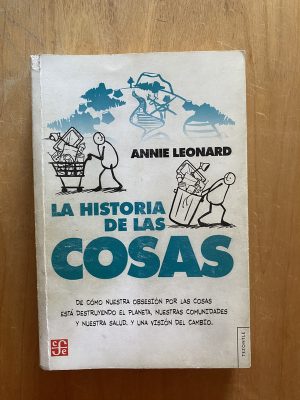 ANNIE LEONARD
LA HISTORIA
DE LAS
COSAS
DE CÓMO NUESTRA OBSESIÓN POR LAS COSAS
ESTÁ DESTRUYENDO EL PLANETA, NUESTRAS COMUNIDADES
Y NUESTRA SALUD. Y UNA VISIÓN DEL CAMBIO.
TEZONTLE